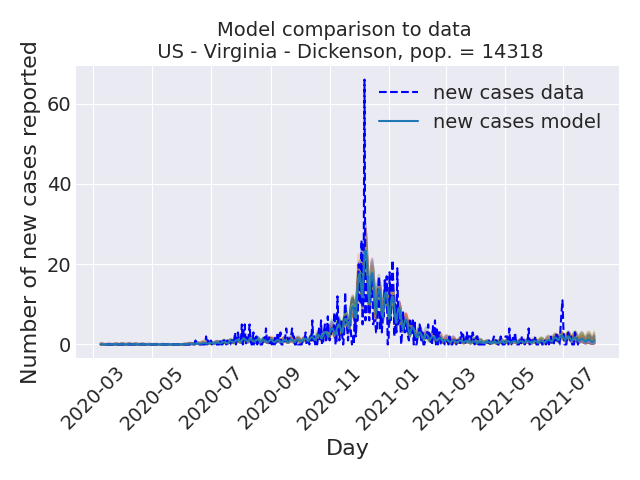 Model comparison to data
US - Virginia - Dickenson, pop. = 14318
Number of new cases reported
60
40
20
0
new cases data
new cases model
2020-03
2020-05
2020-07
2020-09
2020-11
2021-01
2021-03
2021-05
2021-07
Day